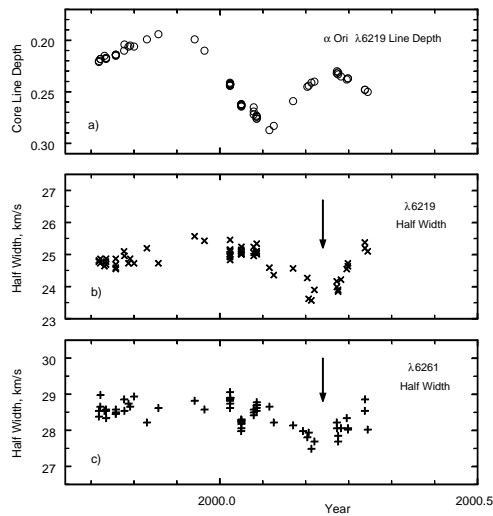 0.20
0.25
0.30
Core Line Depth
α Ori λ6219 Line Depth
a)
27
26
25
24
23
Half Width, km/s
λ6219
Half Width
b)
30
29
28
27
26
Half Width, km/s
λ6261
Half Width
c)
2000.0
Year
2000.5